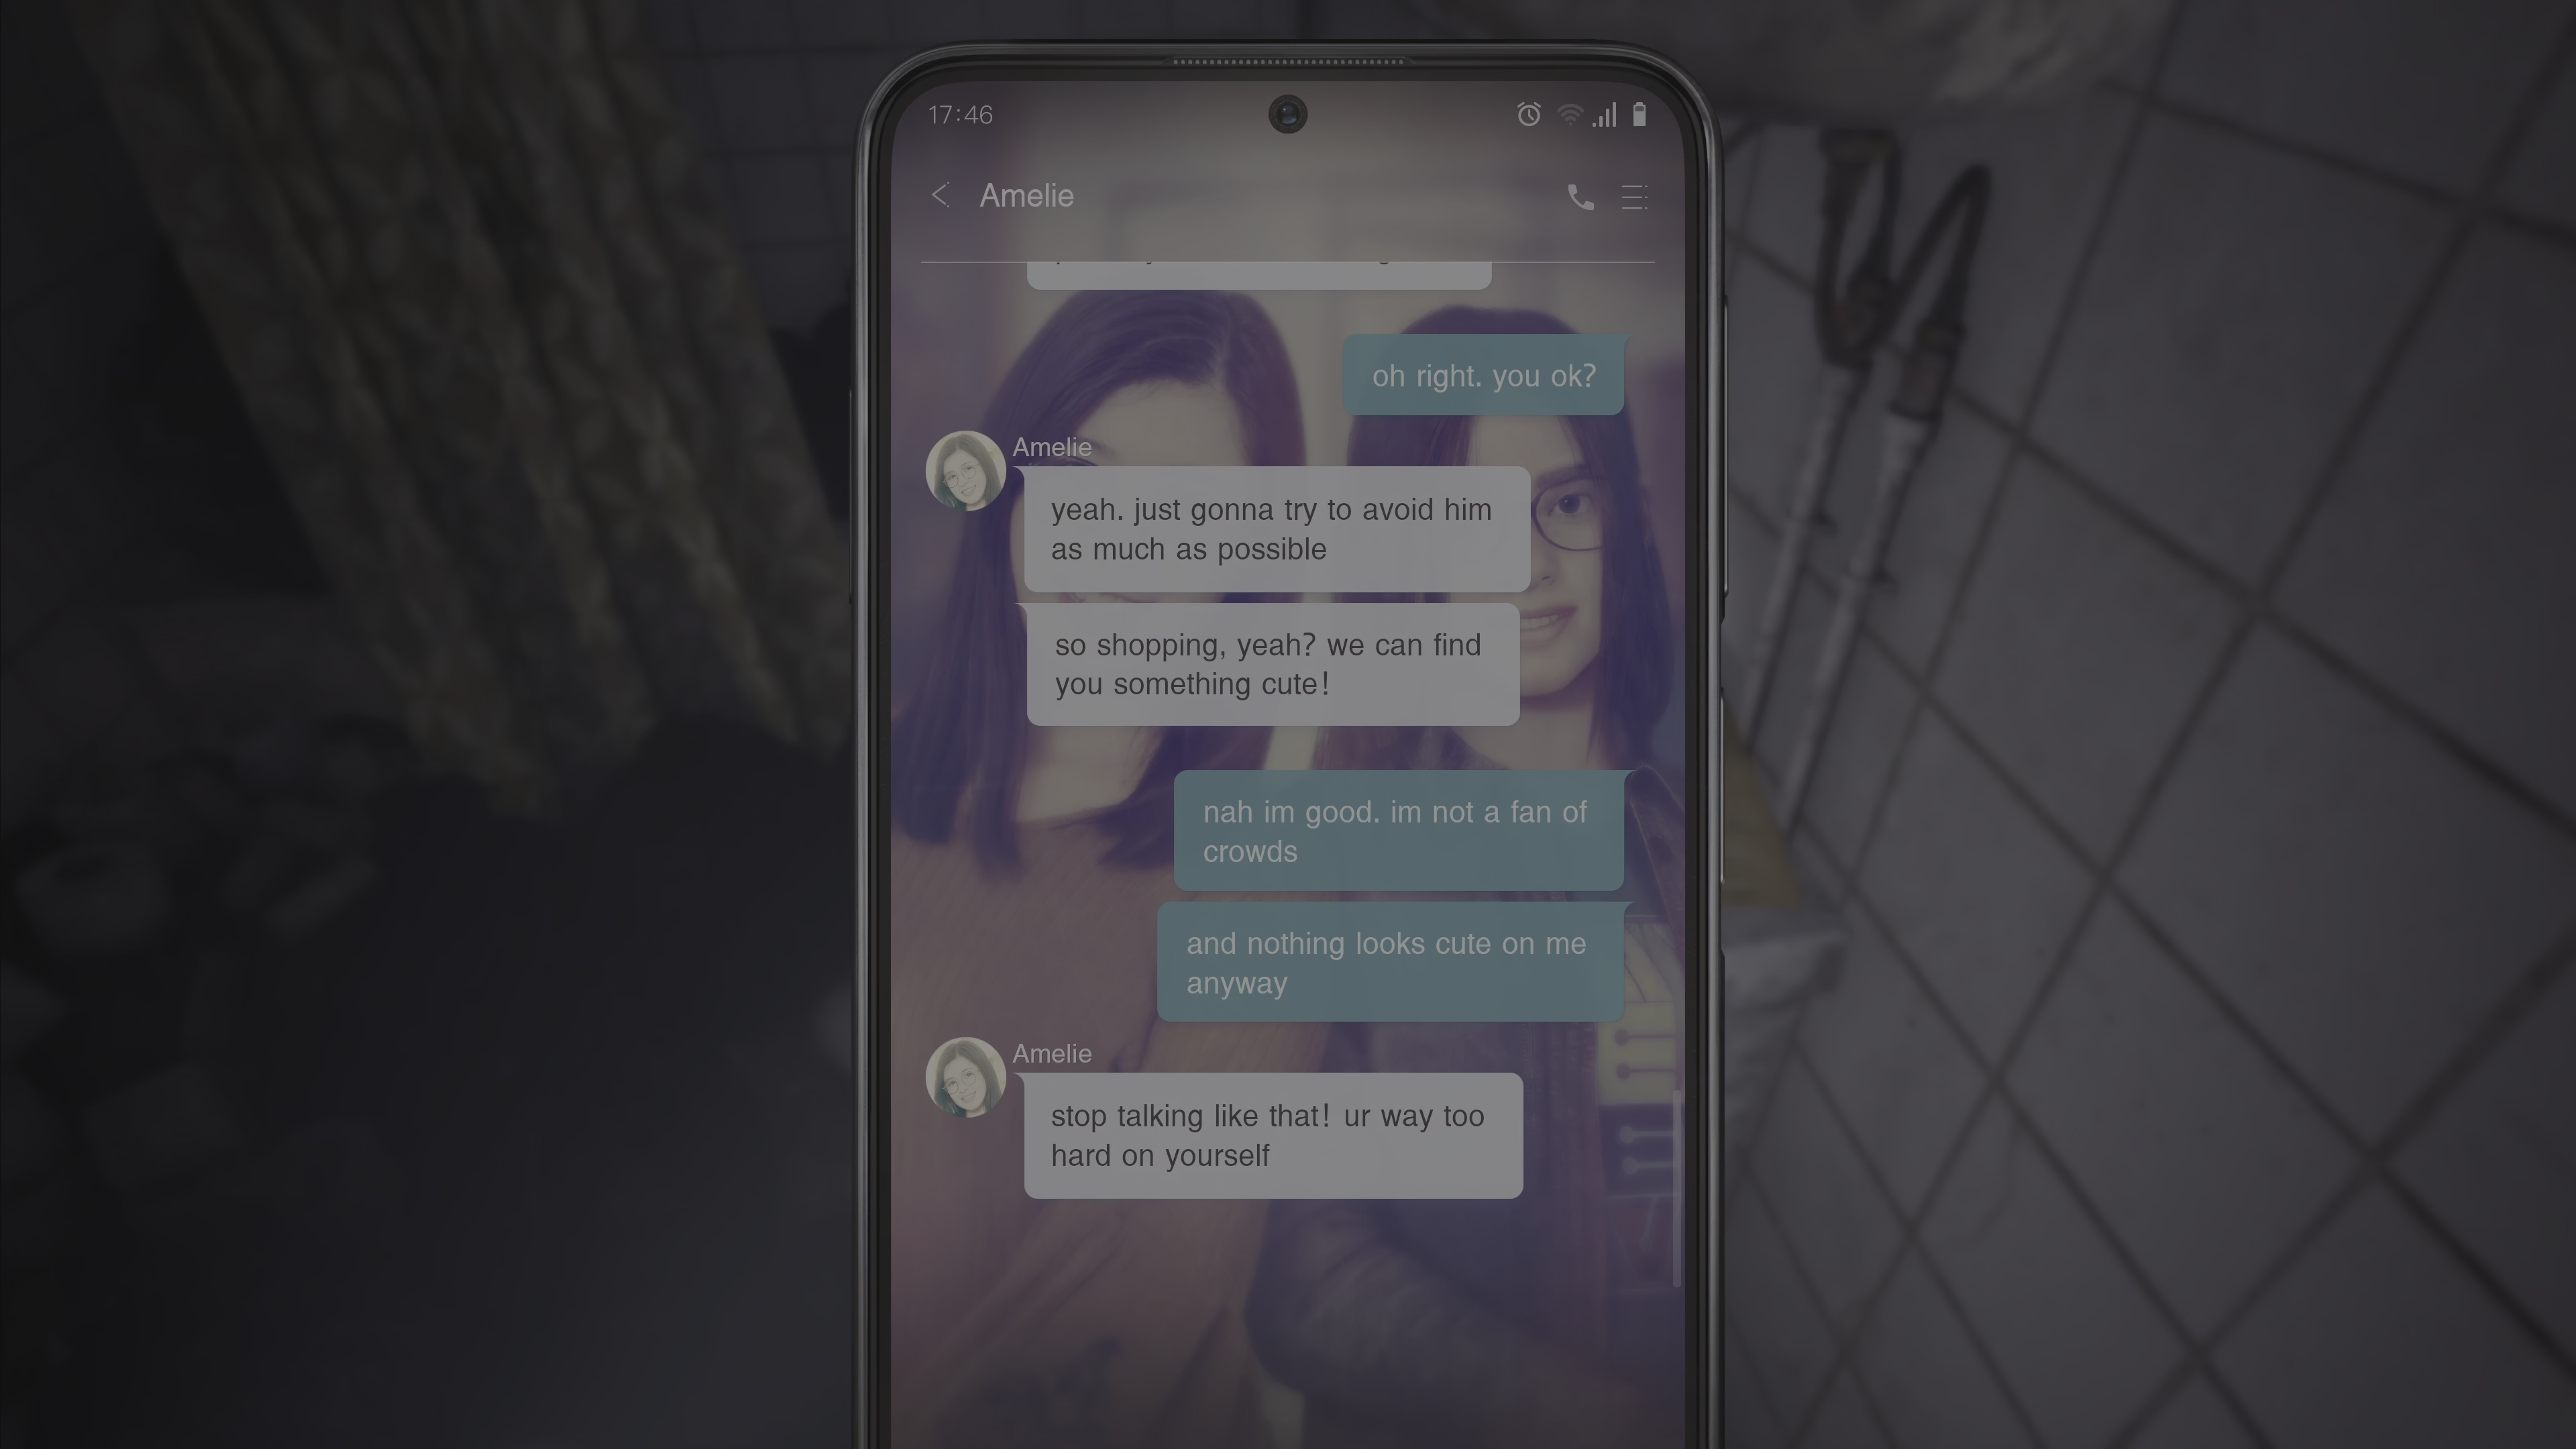 17:46
Amelie
oh right. you ok?
Amelie
yeah. just gonna try to avoid him
as much as possible
so shopping, yeah? we can find
you something cute!
nah im good. im not a fan of
crowds
and nothing looks cute on me
anyway
Amelie
stop talking like that! ur way too
hard on yourself